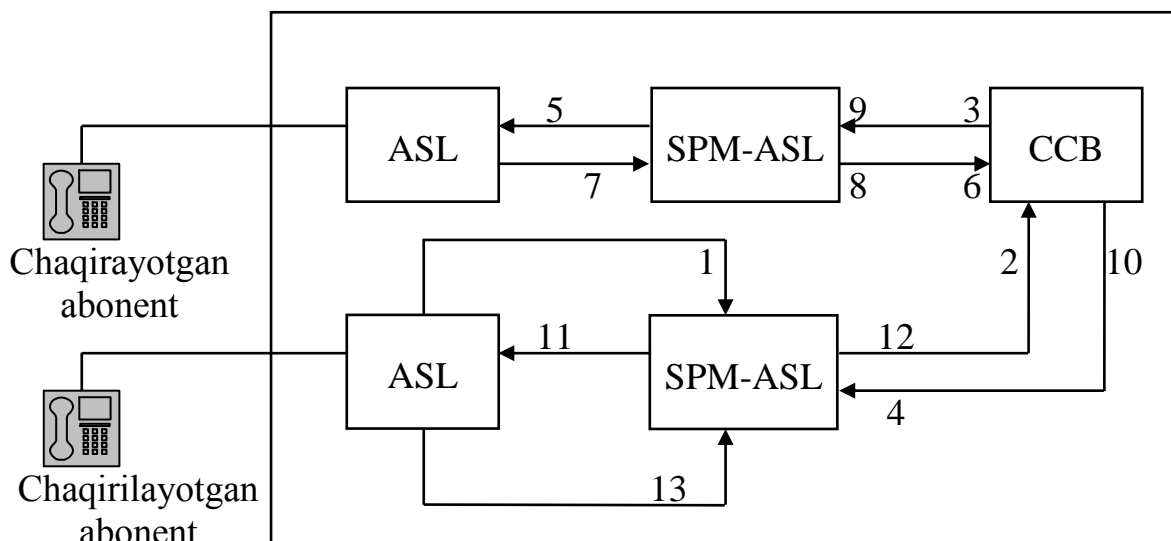 5
9
3
ASL
SPM-ASL
CCB
7
8
6
Chaqirayotgan
abonent
1
2
10
11
12
ASL
SPM-ASL
4
13
Chaqirilayotgan
abonent